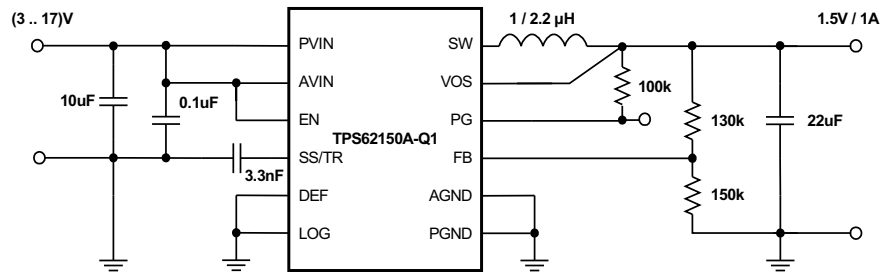 (3 .. 17)V
1 / 2.2 µH
1.5V / 1A
PVIN
SW
AVIN
VOS
100k
10uF
0.1uF
EN
PG
130k
22uF
TPS62150A-Q1
SS/TR
FB
3.3nF
DEF
AGND
150k
LOG
PGND